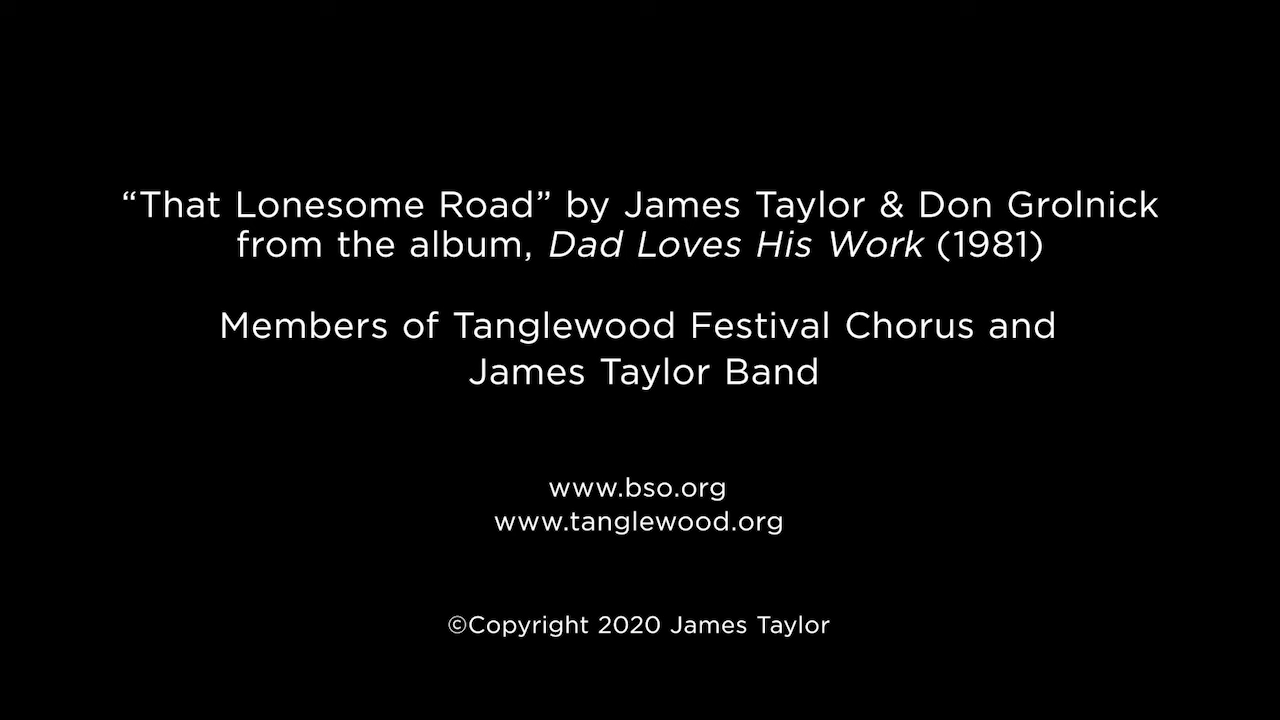 “That Lonesome Road” by James Taylor & Don Grolnick
from the album, Dad Loves His Work (1981)
Members of Tanglewood Festival Chorus and
James Taylor Band
www.bso.org
www.tanglewood.org
©Copyright 2020 James Taylor